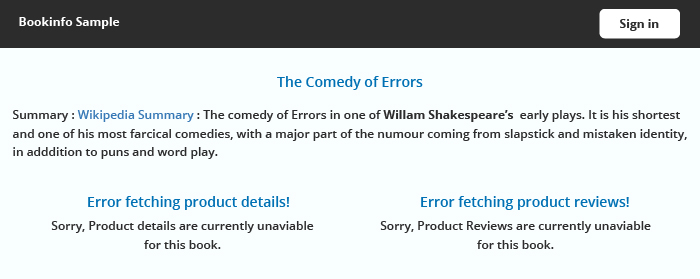 Bookinfo Sample
Sign in
The Comedy of Errors
Summary : Wikipedia Summary : The comedy of Errors in one of Willam Shakespeare’s early plays. It is his shortest
and one of his most farcical comedies, with a major part of the numour coming from slapstick and mistaken identity,
in adddition to puns and word play.
Error fetching product details!
Sorry, Product details are currently unaviable
for this book.
Error fetching product reviews!
Sorry, Product Reviews are currently unaviable
for this book.